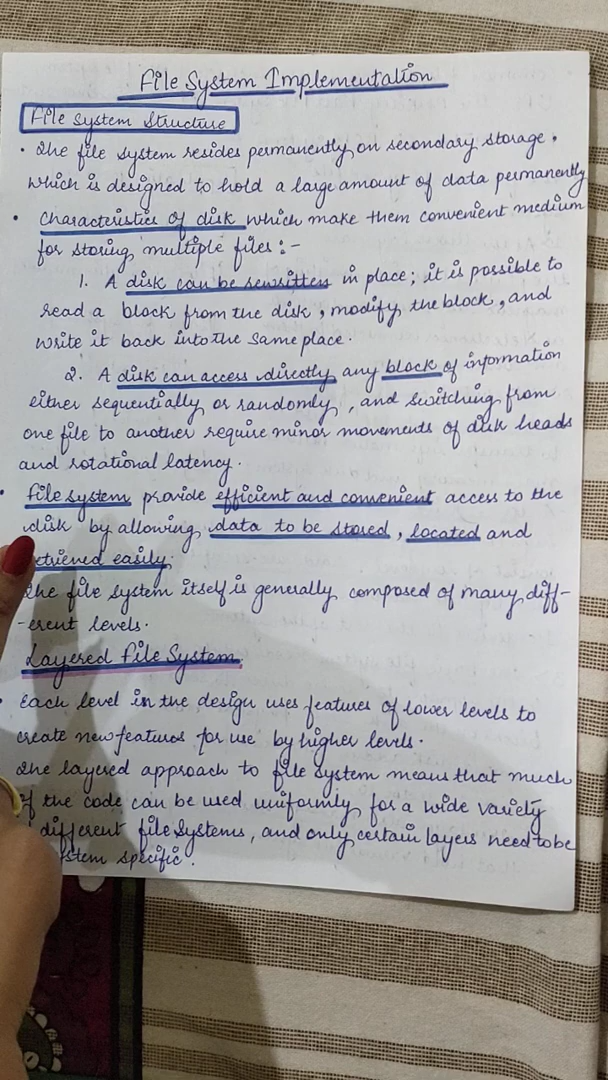 File System Implementation
File System Structure
• The file system resides permanently on secondary storage,
which is designed to hold a large amount of data permanently
• Characteristics of disk which make them convenient medium
for storing multiple files :-
1. A disk can be rewritten in place; it is possible to
read a block from the disk, modify the block, and
write it back into the same place.
2. A disk can access directly any block of information
either sequentially or randomly, and switching from
one file to another require minor movements of disk heads
and rotational latency.
• File system provide efficient and convenient access to the
disk by allowing data to be stored, located and
etrieved easily.
The file system itself is generally composed of many diff-
-erent levels.
Layered File System
• Each level in the design uses features of lower levels to
create new features for use by higher levels.
The layered approach to file system means that much
of the code can be used uniformly for a wide variety
different file systems, and only certain layers need to be
stem specific.